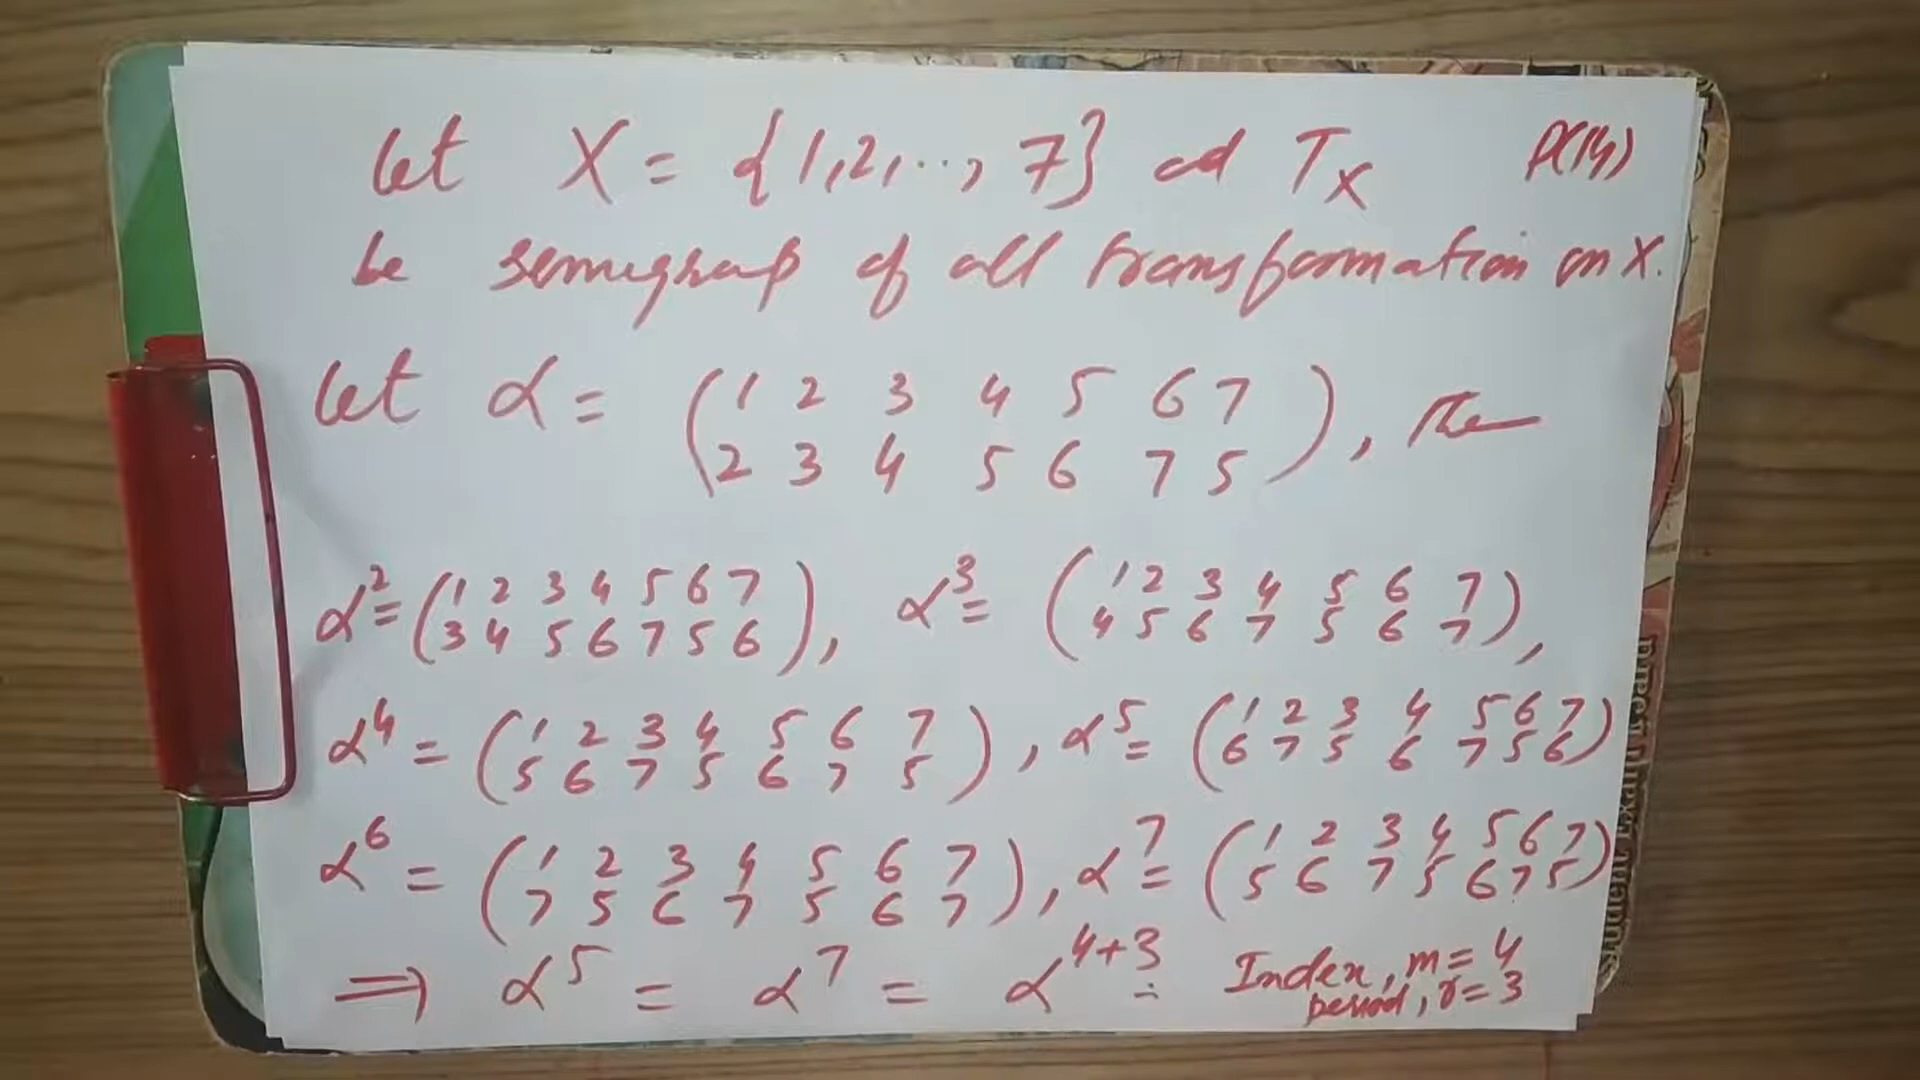 Let X = {1,2,..., 7} ad Tx P(14)
be semigroup of all transformation on X.
Let α = (1 2 3 4 5 6 7
2 3 4 5 6 7 5), then
α² = (1 2 3 4 5 6 7
3 4 5 6 7 5 6), α³ = (1 2 3 4 5 6 7
4 5 6 7 5 6 7),
α⁴ = (1 2 3 4 5 6 7
5 6 7 5 6 7 5), α⁵ = (1 2 3 4 5 6 7
6 7 5 6 7 5 6)
α⁶ = (1 2 3 4 5 6 7
7 5 6 7 5 6 7), α⁷ = (1 2 3 4 5 6 7
5 6 7 5 6 7 5)
⟹ α⁵ = α⁷ = α⁴⁺³ Index, m = 4
period, r = 3
Student Exam Board